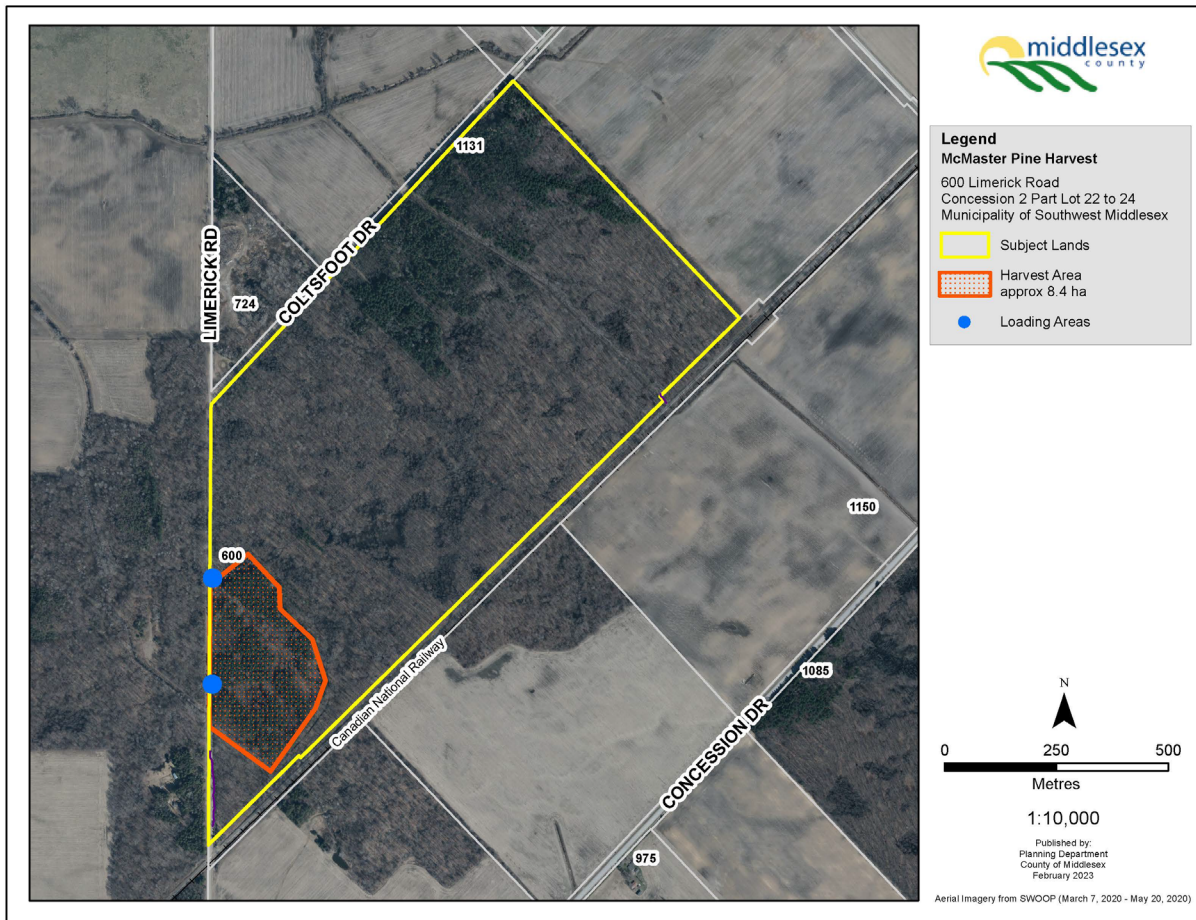 middlesex
county
Legend
McMaster Pine Harvest
600 Limerick Road
Concession 2 Part Lot 22 to 24
Municipality of Southwest Middlesex
Subject Lands
Harvest Area
approx 8.4 ha
Loading Areas
1131
COLTSFOOT DR
LIMERICK RD
724
600
1150
Canadian National Railway
1085
CONCESSION DR
975
N
0 250 500
Metres
1:10,000
Published by:
Planning Department
County of Middlesex
February 2023
Aerial Imagery from SWOOP (March 7, 2020 - May 20, 2020)